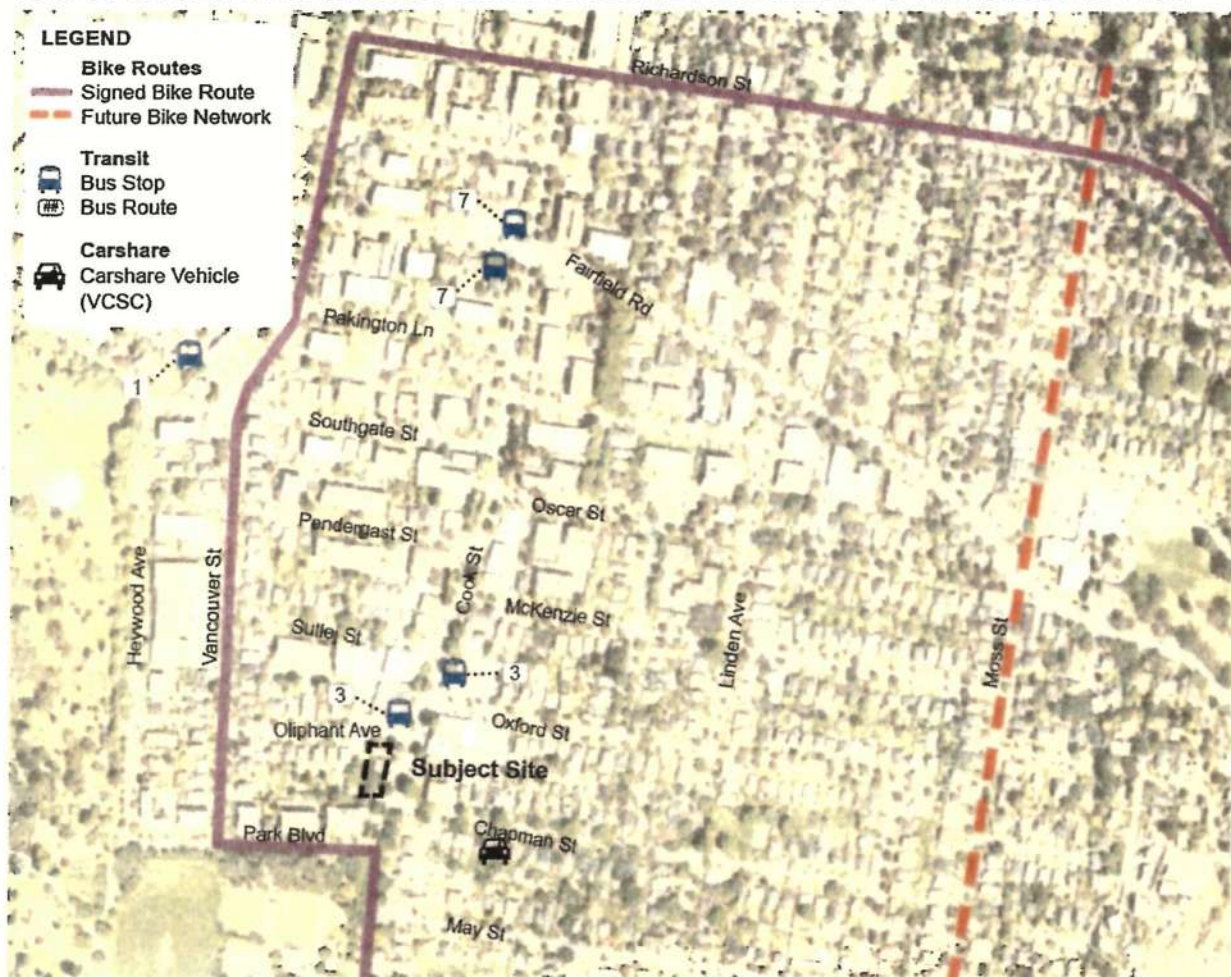 LEGEND
Bike Routes
Signed Bike Route
Future Bike Network
Transit
Bus Stop
## Bus Route
Carshare
Carshare Vehicle
(VCSC)
Richardson St
7
7
Fairfield Rd
Pakington Ln
1
Southgate St
Oscar St
Pendergast St
Cook St
Heywood Ave
Vancouver St
McKenzie St
Linden Ave
Moss St
Sutlej St
3
3
Oliphant Ave
Oxford St
Subject Site
Park Blvd
Chapman St
May St